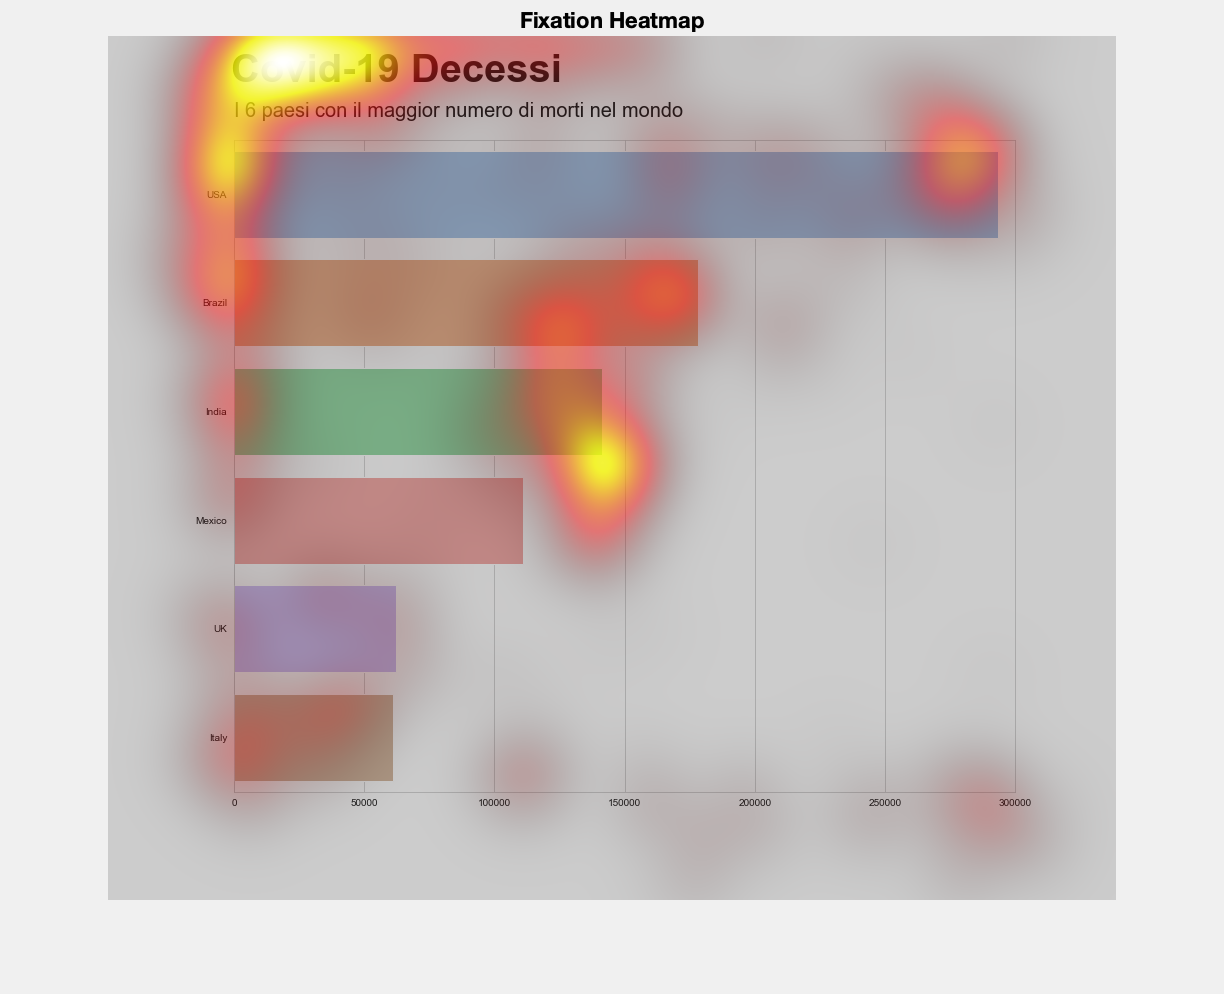 Fixation Heatmap
Covid-19 Decessi
I 6 paesi con il maggior numero di morti nel mondo
USA
Brazil
India
Mexico
UK
Italy
0 50000 100000 150000 200000 250000 300000